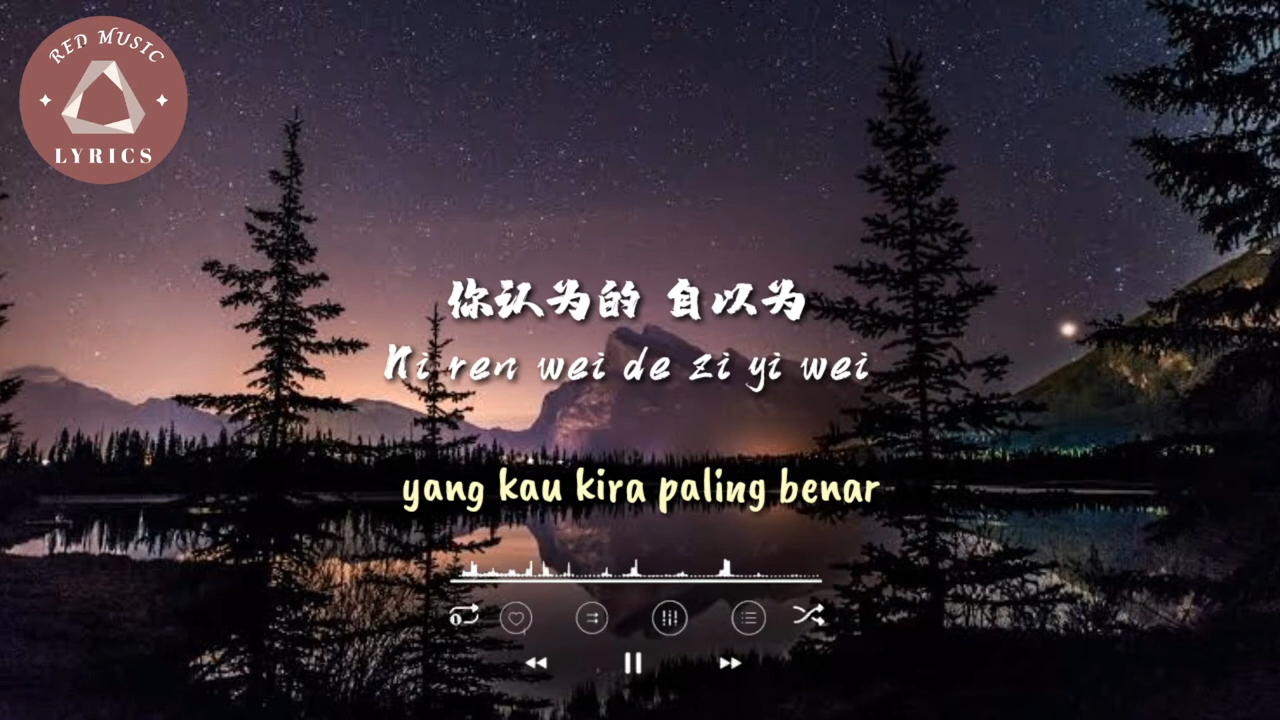 RED MUSIC
LYRICS
你认为的 自以为
Ni ren wei de zi yi wei
yang kau kira paling benar